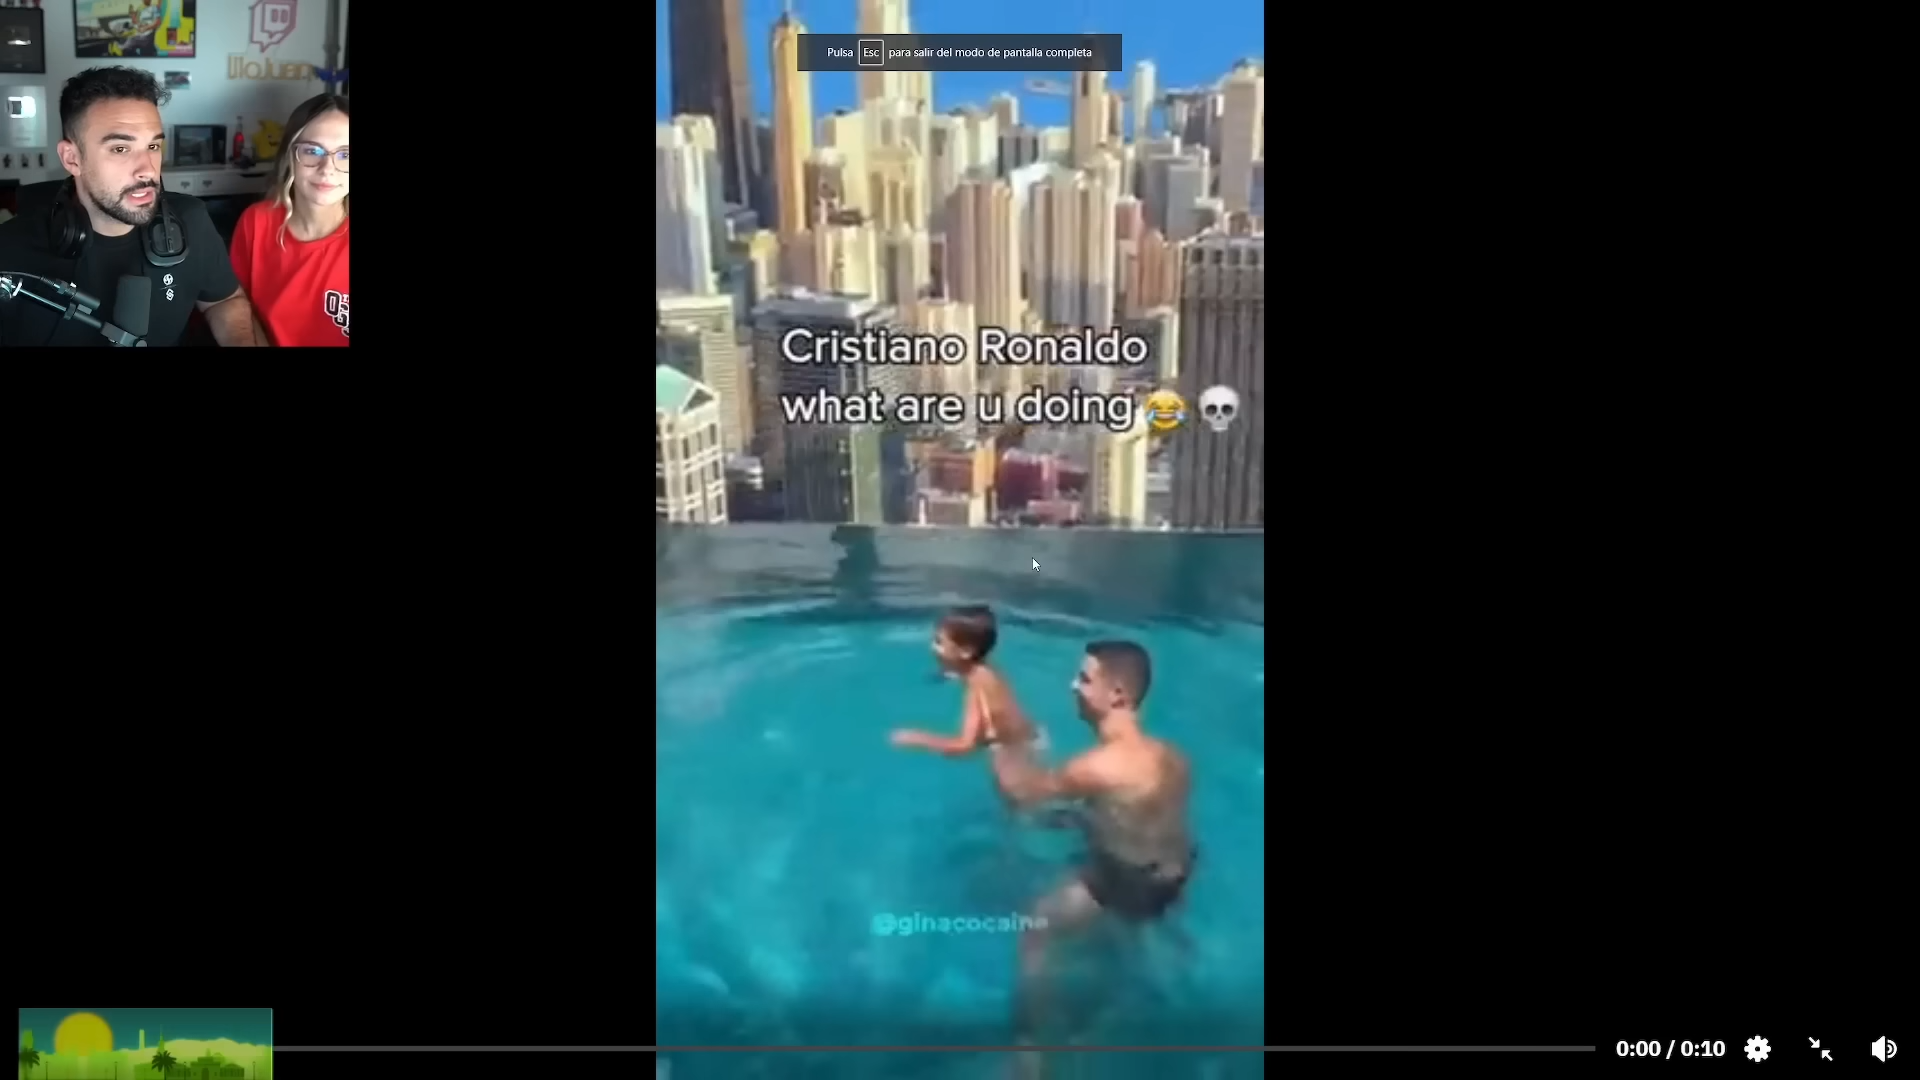 IlloJuan
Pulsa Esc para salir del modo de pantalla completa
Cristiano Ronaldo
what are u doing😂💀
@ginacocaine
0:00 / 0:10